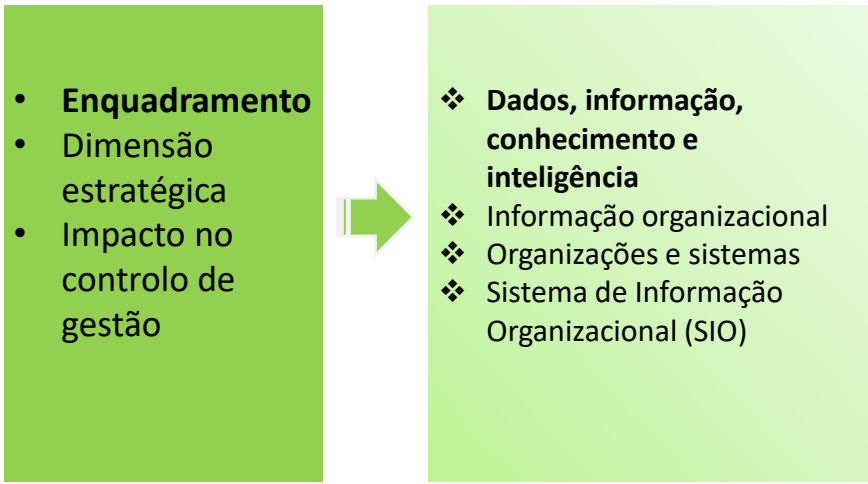 • Enquadramento
• Dimensão
estratégica
• Impacto no
controlo de
gestão
❖ Dados, informação,
conhecimento e
inteligência
❖ Informação organizacional
❖ Organizações e sistemas
❖ Sistema de Informação
Organizacional (SIO)